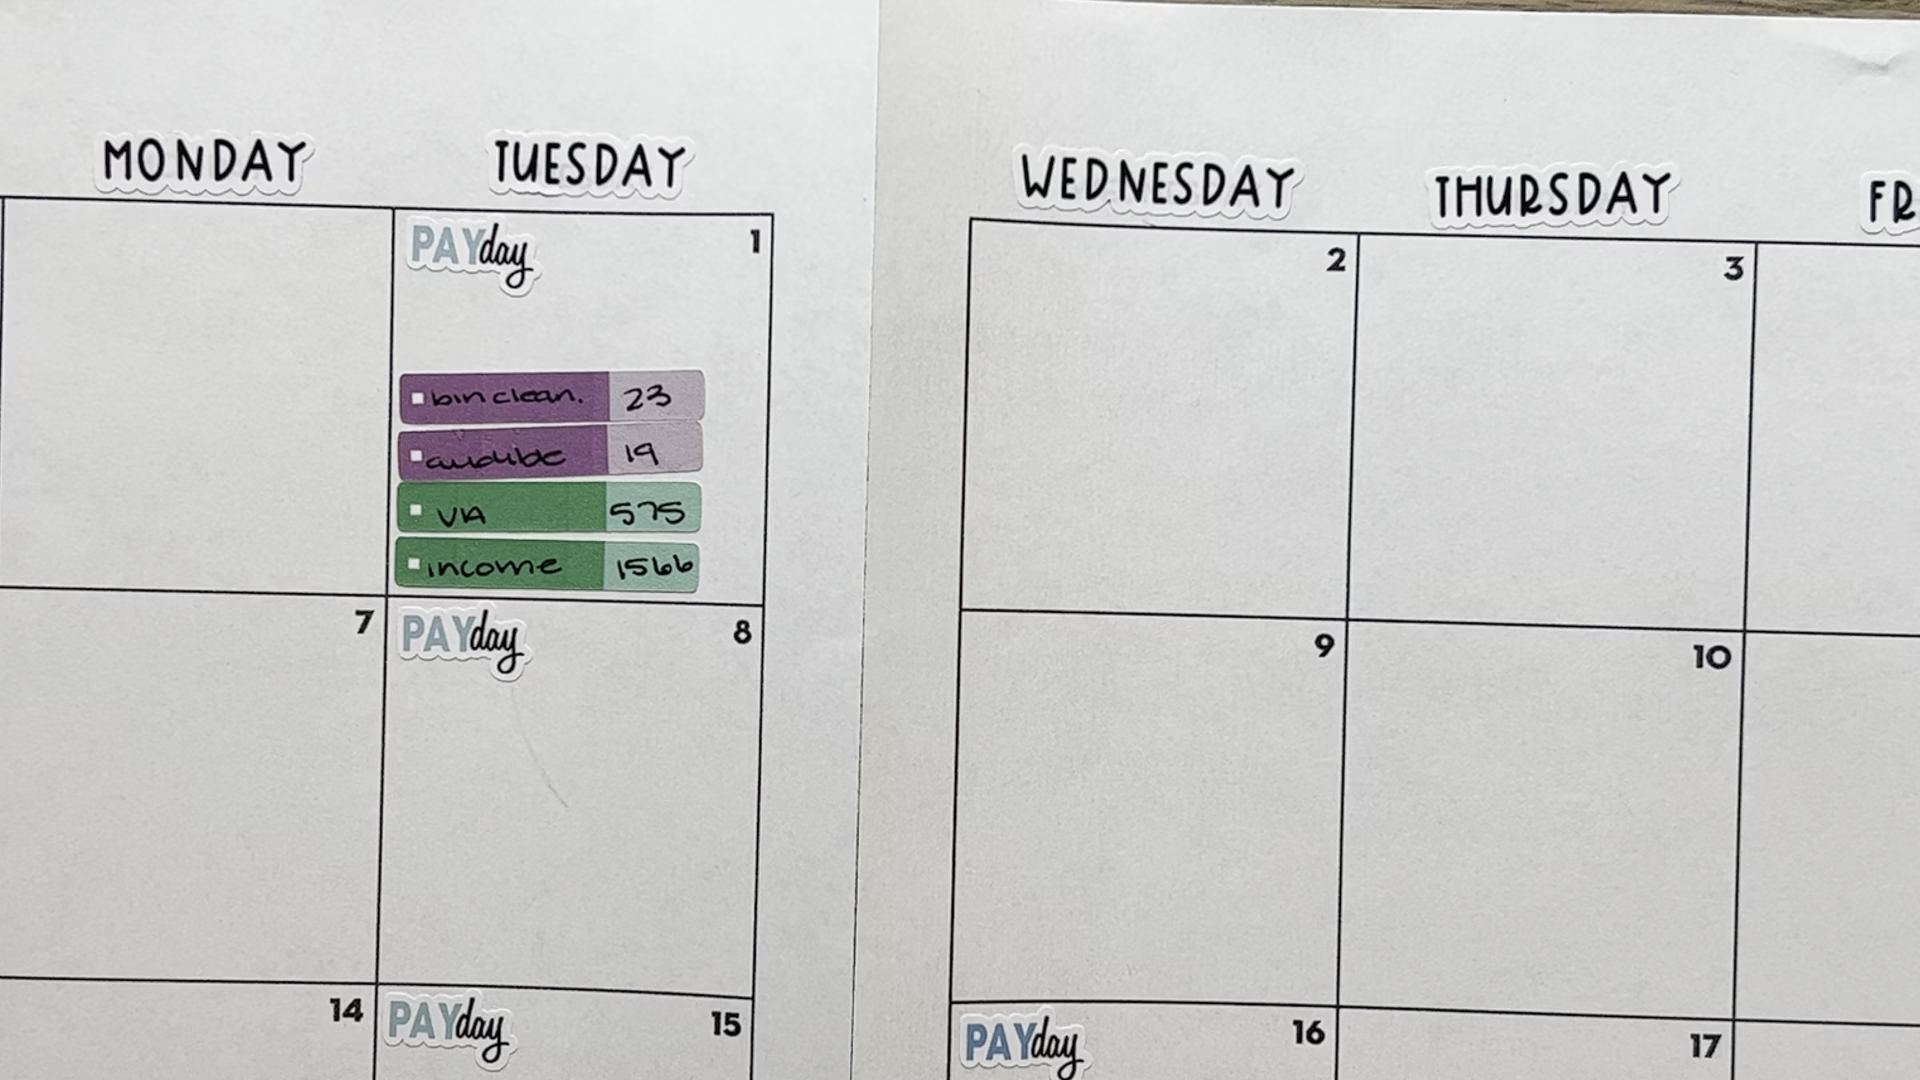 MONDAY TUESDAY WEDNESDAY THURSDAY FR
PAYday 1 2 3
bin clean. 23
audible 19
VIA 575
income 1566
7 PAYday 8 9 10
14 PAYday 15 PAYday 16 17